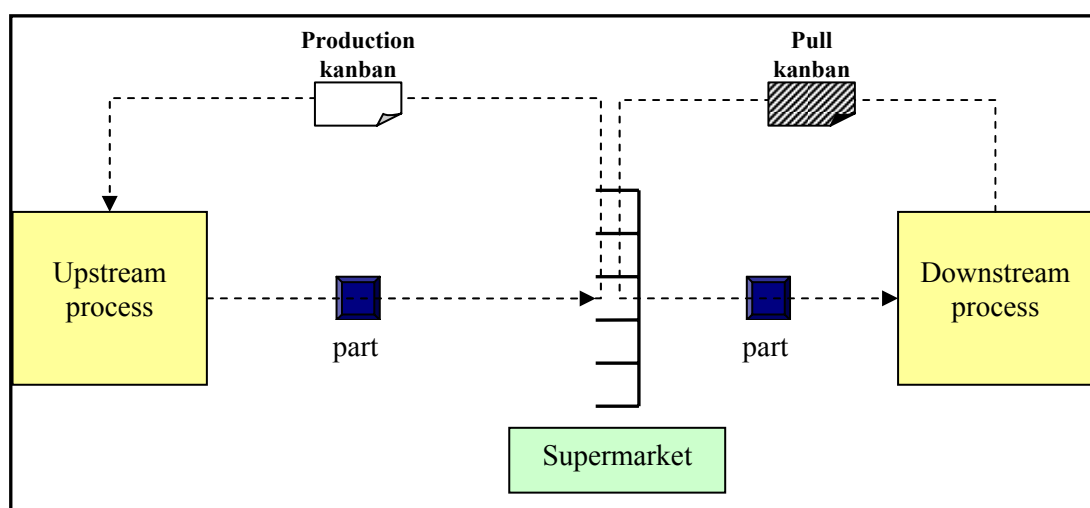 Production
kanban
Pull
kanban
Upstream
process
part
Downstream
process
part
Supermarket